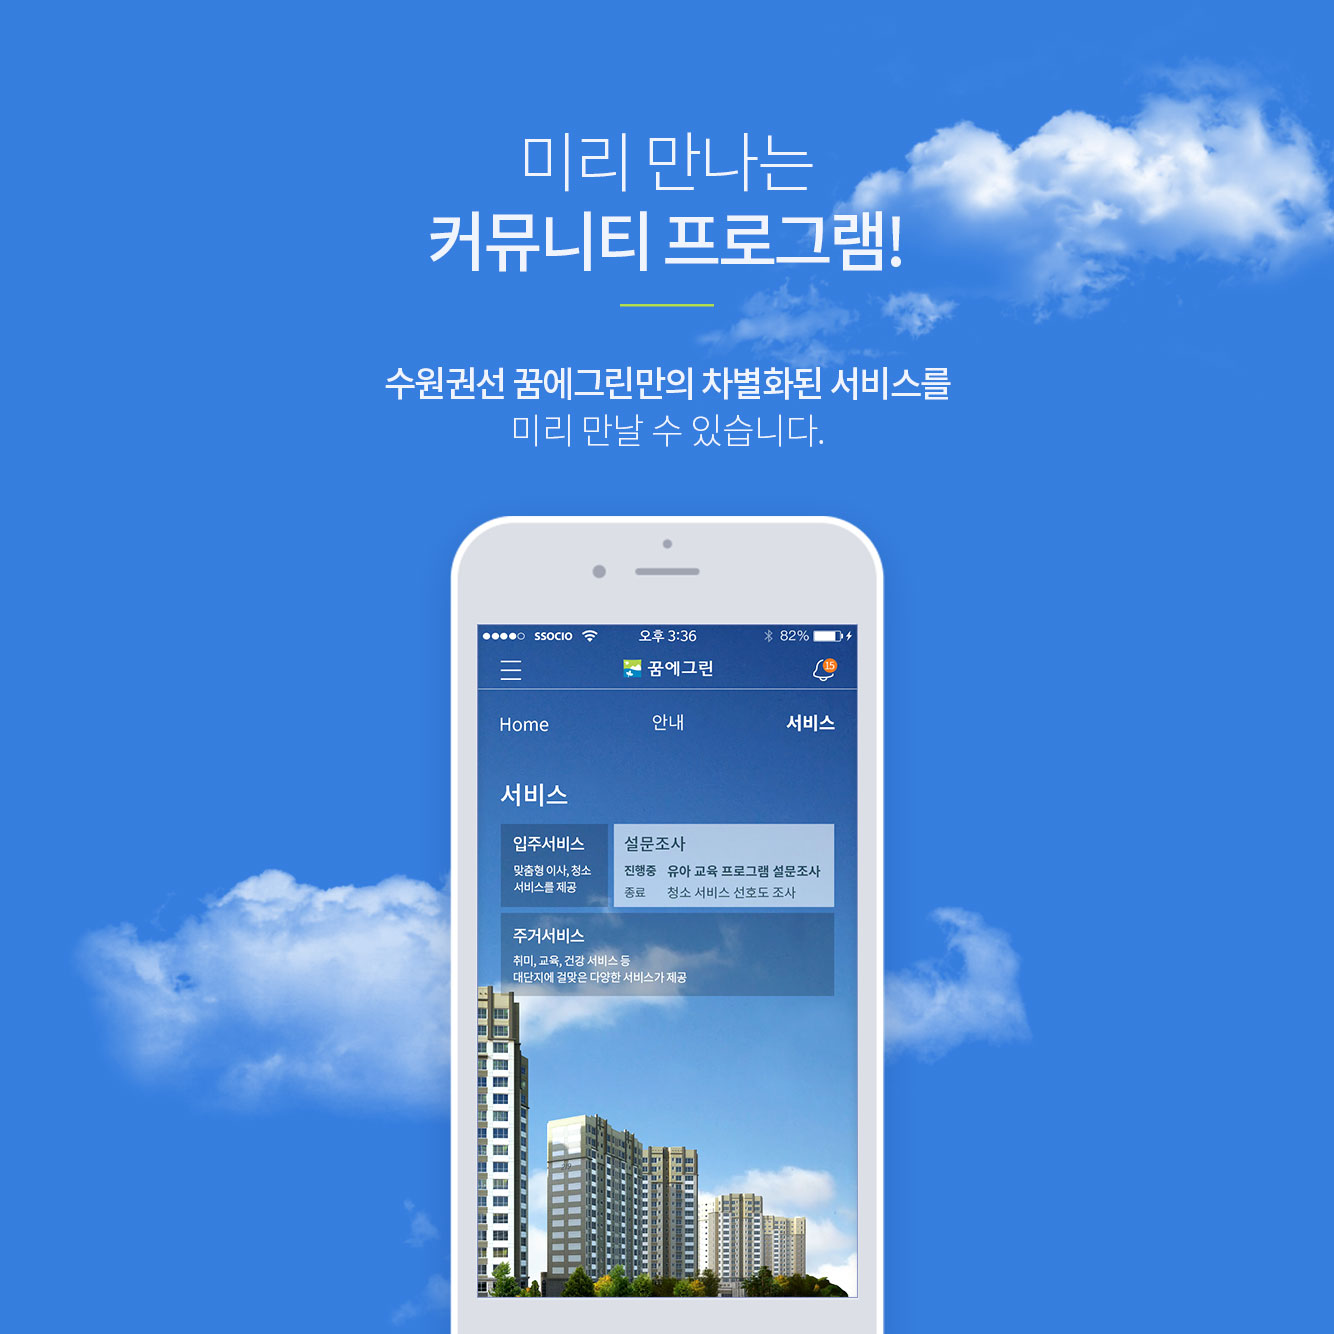 미리 만나는
커뮤니티 프로그램!
수원권선 꿈에그린만의 차별화된 서비스를
미리 만날 수 있습니다.
SSOCIO 오후 3:36 82%
꿈에그린 15
Home 안내 서비스
서비스
입주서비스
맞춤형 이사, 청소
서비스를 제공
설문조사
진행중 유아 교육 프로그램 설문조사
종료 청소 서비스 선호도 조사
주거서비스
취미, 교육, 건강 서비스 등
대단지에 걸맞은 다양한 서비스가 제공